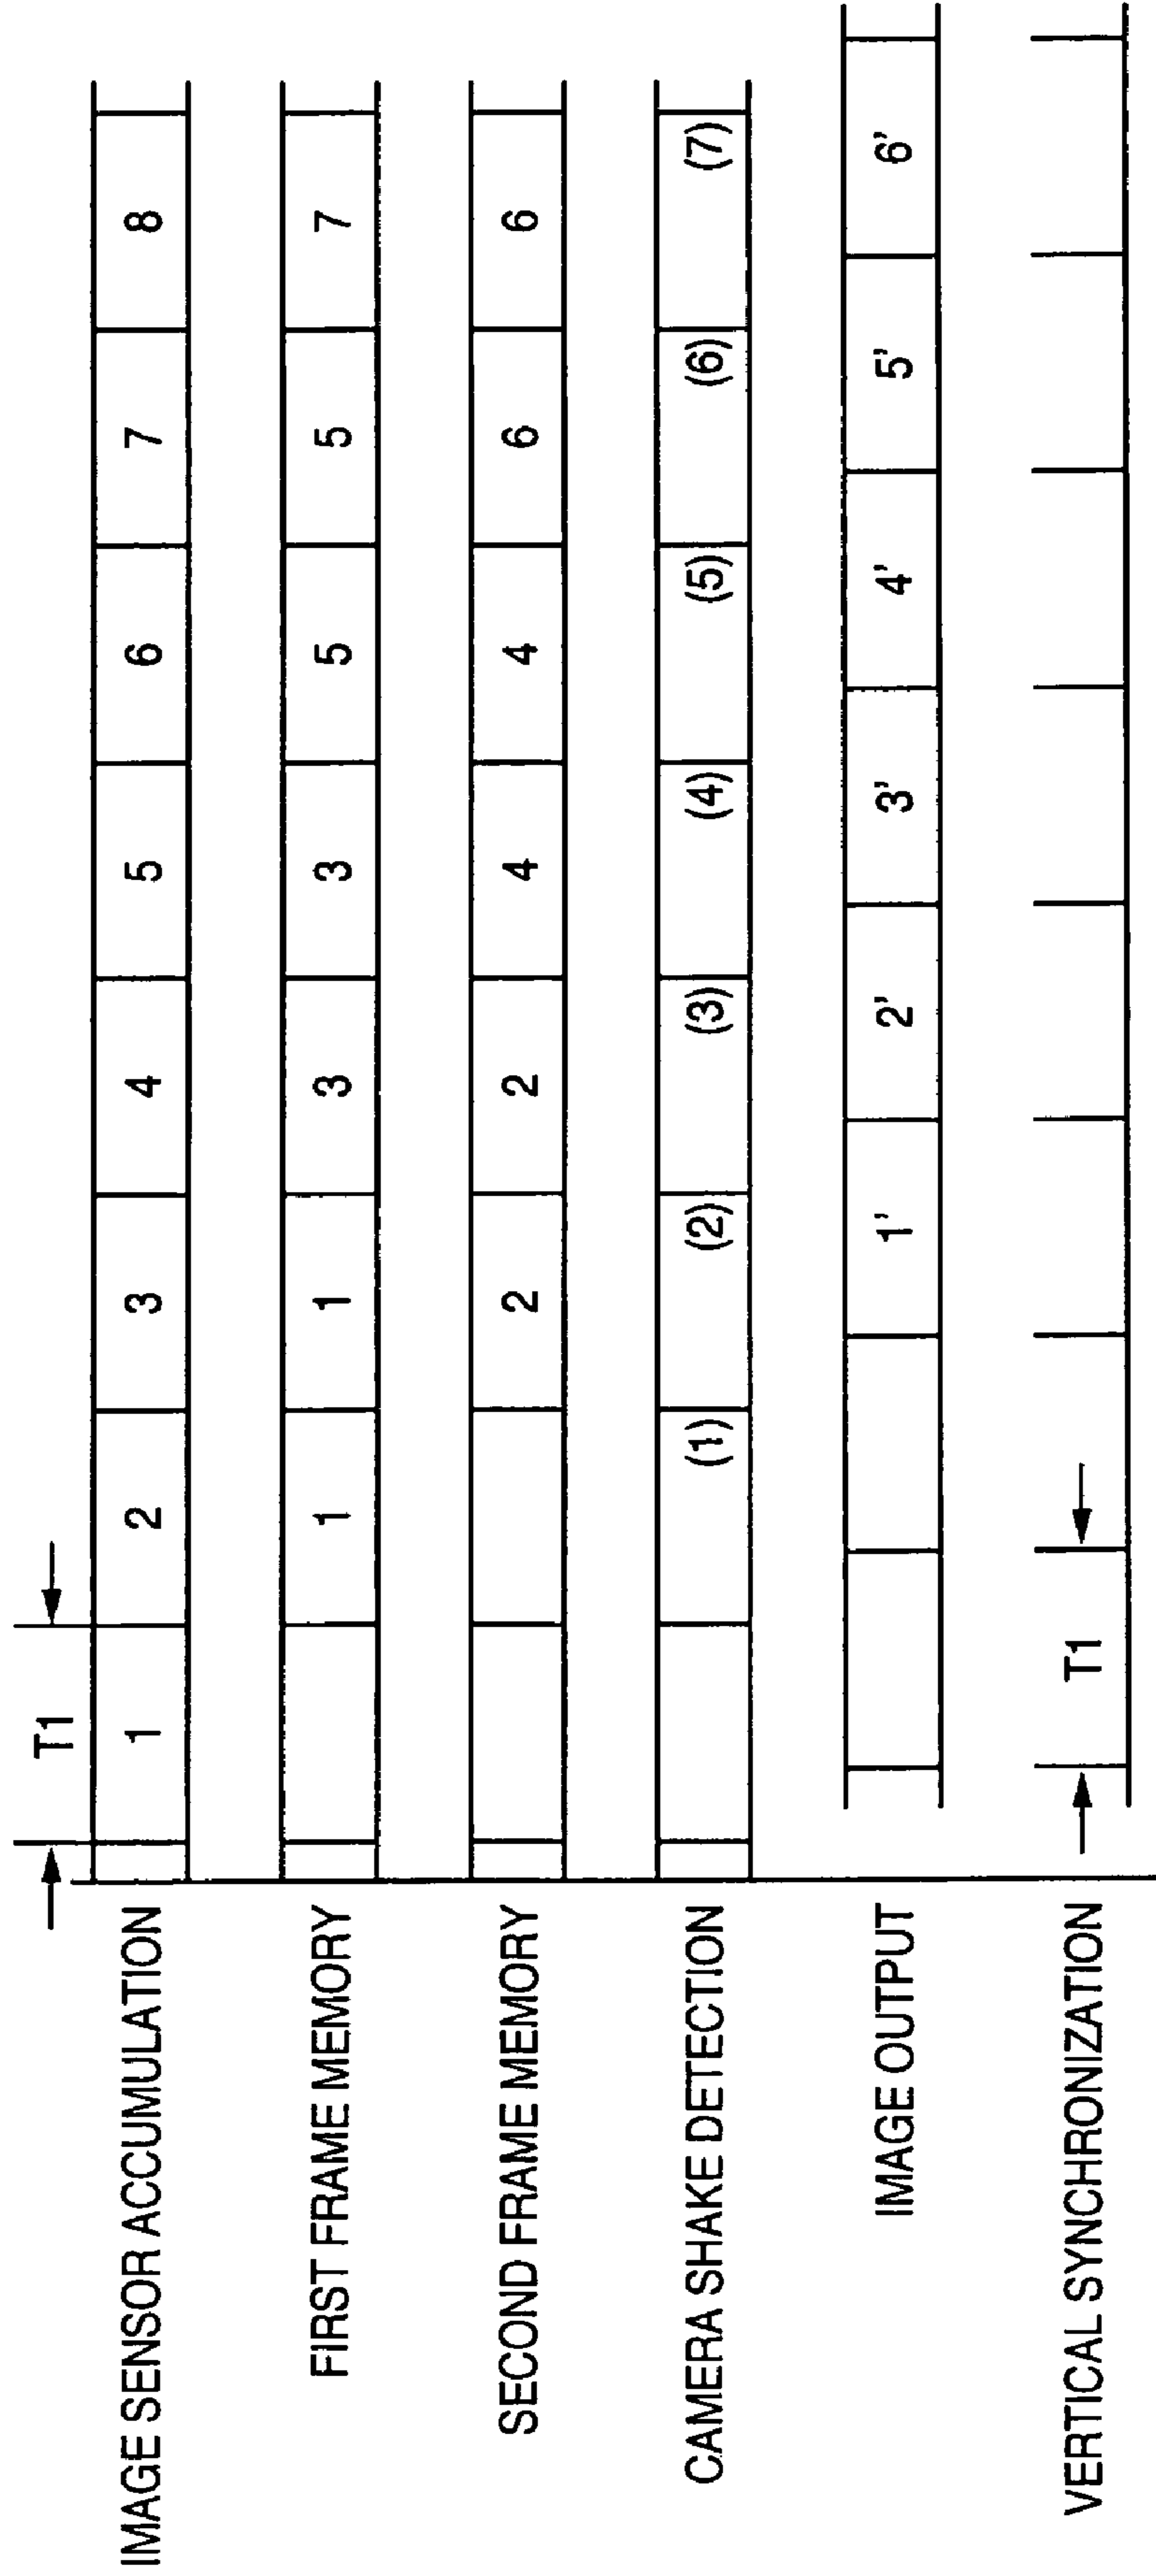 T1
IMAGE SENSOR ACCUMULATION 1 2 3 4 5 6 7 8
FIRST FRAME MEMORY 1 1 3 3 5 5 7
SECOND FRAME MEMORY 2 2 4 4 6 6
CAMERA SHAKE DETECTION (1) (2) (3) (4) (5) (6) (7)
IMAGE OUTPUT 1' 2' 3' 4' 5' 6'
VERTICAL SYNCHRONIZATION T1